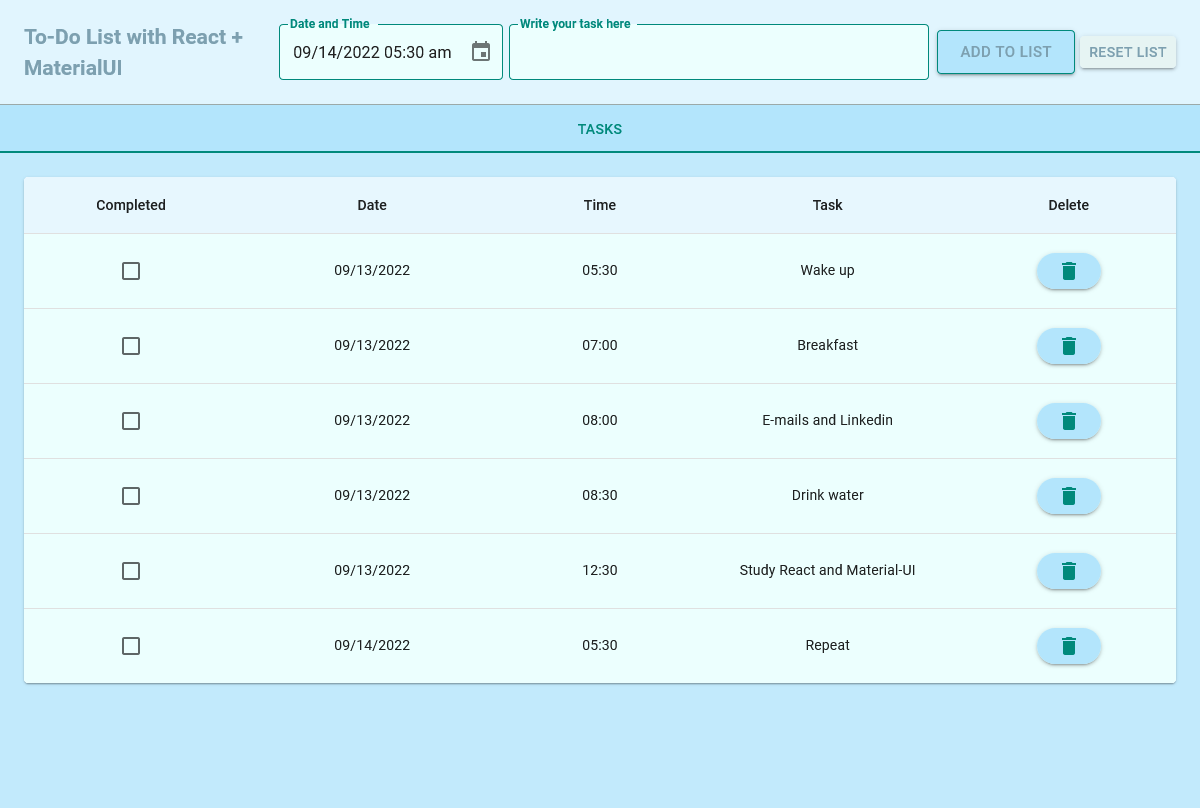 To-Do List with React +
MaterialUI
Date and Time
09/14/2022 05:30 am
Write your task here
ADD TO LIST
RESET LIST
TASKS
Completed Date Time Task Delete
09/13/2022 05:30 Wake up
09/13/2022 07:00 Breakfast
09/13/2022 08:00 E-mails and Linkedin
09/13/2022 08:30 Drink water
09/13/2022 12:30 Study React and Material-UI
09/14/2022 05:30 Repeat